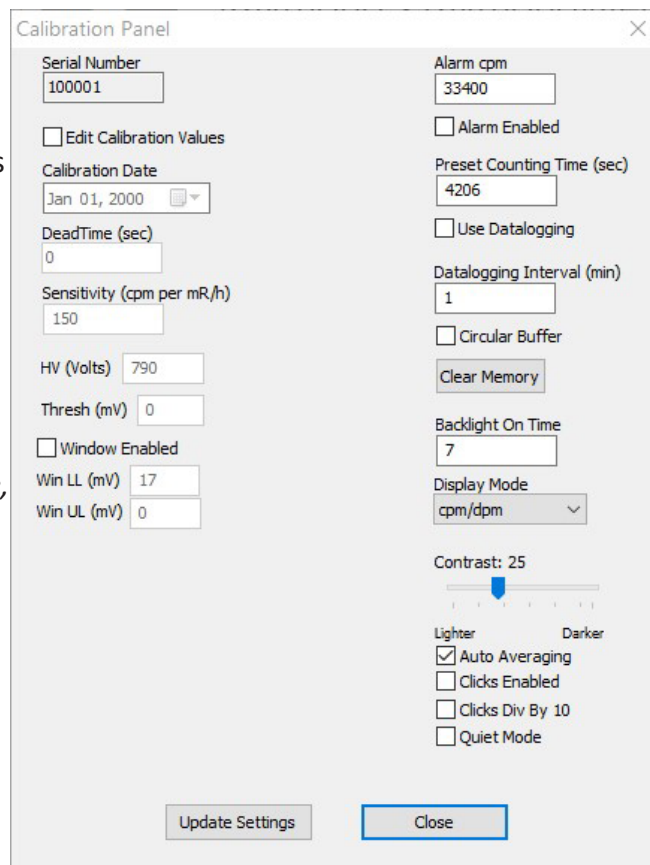 Calibration Panel
Serial Number
100001
Edit Calibration Values
Calibration Date
Jan 01, 2000
DeadTime (sec)
0
Sensitivity (cpm per mR/h)
150
HV (Volts) 790
Thresh (mV) 0
Window Enabled
Win LL (mV) 17
Win UL (mV) 0
Alarm cpm
33400
Alarm Enabled
Preset Counting Time (sec)
4206
Use Datalogging
Datalogging Interval (min)
1
Circular Buffer
Clear Memory
Backlight On Time
7
Display Mode
cpm/dpm
Contrast: 25
Lighter Darker
Auto Averaging
Clicks Enabled
Clicks Div By 10
Quiet Mode
Update Settings Close